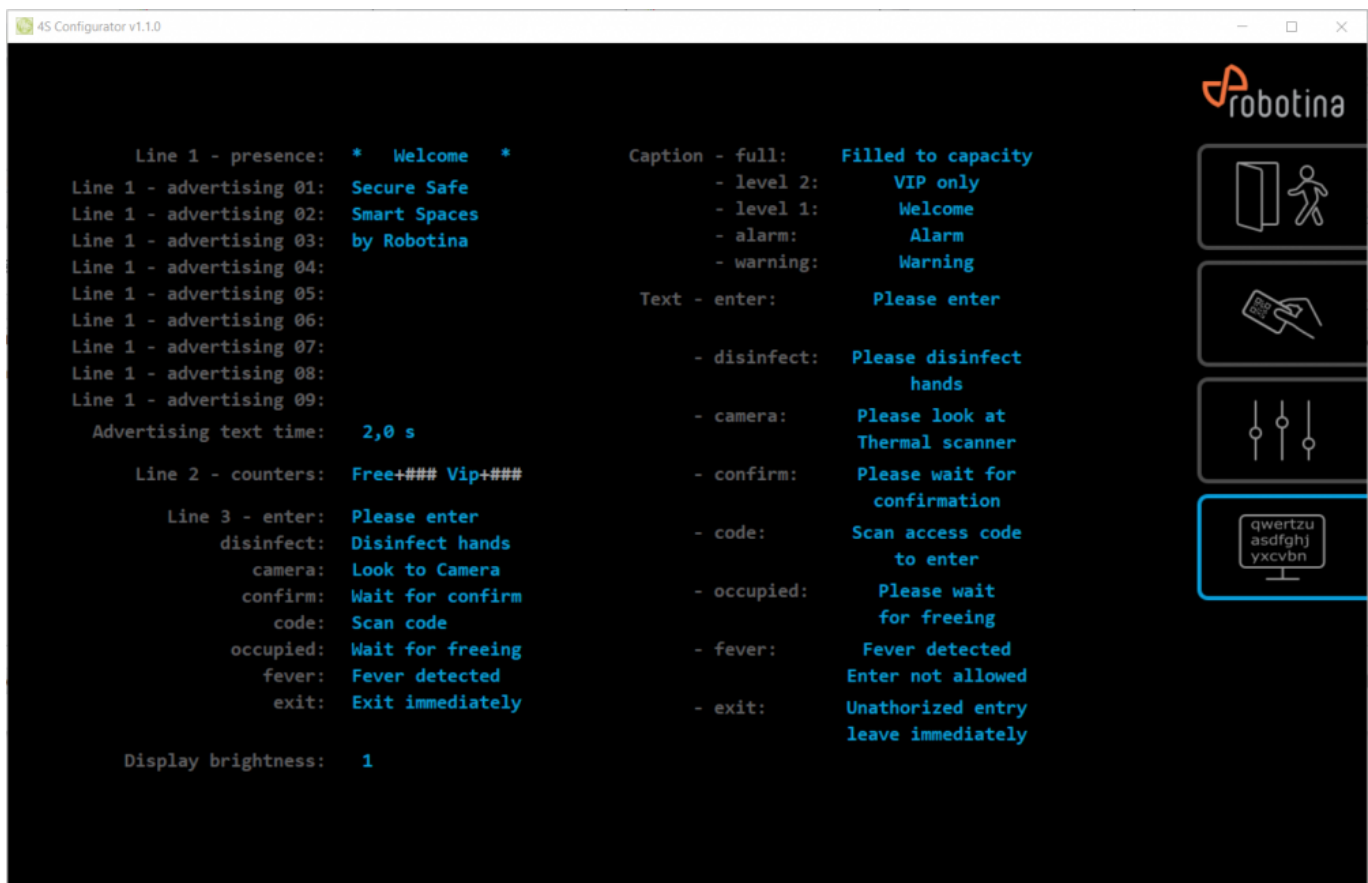 4S Configurator v1.1.0
robotina
Line 1 - presence: * Welcome *
Line 1 - advertising 01: Secure Safe
Line 1 - advertising 02: Smart Spaces
Line 1 - advertising 03: by Robotina
Line 1 - advertising 04:
Line 1 - advertising 05:
Line 1 - advertising 06:
Line 1 - advertising 07:
Line 1 - advertising 08:
Line 1 - advertising 09:
Advertising text time: 2,0 s
Line 2 - counters: Free+### Vip+###
Line 3 - enter: Please enter
disinfect: Disinfect hands
camera: Look to Camera
confirm: Wait for confirm
code: Scan code
occupied: Wait for freeing
fever: Fever detected
exit: Exit immediately
Display brightness: 1
Caption - full: Filled to capacity
- level 2: VIP only
- level 1: Welcome
- alarm: Alarm
- warning: Warning
Text - enter: Please enter
- disinfect: Please disinfect
hands
- camera: Please look at
Thermal scanner
- confirm: Please wait for
confirmation
- code: Scan access code
to enter
- occupied: Please wait
for freeing
- fever: Fever detected
Enter not allowed
- exit: Unathorized entry
leave immediately
qwertzu
asdfghj
yxcvbn